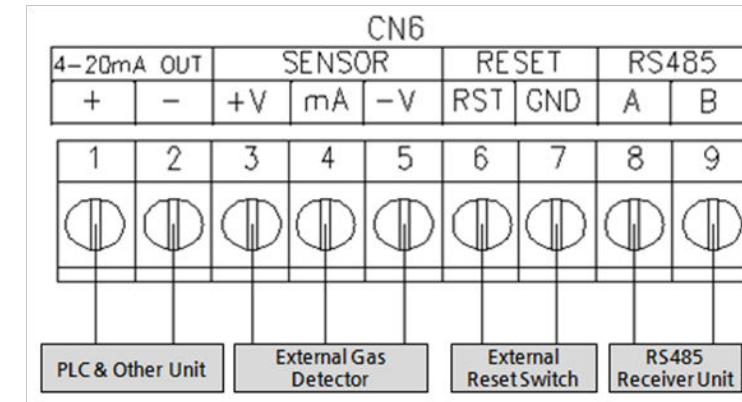 CN6
4-20mA OUT SENSOR RESET RS485
+ - +V mA -V RST GND A B
1 2 3 4 5 6 7 8 9
PLC & Other Unit
External Gas
Detector
External
Reset Switch
RS485
Receiver Unit